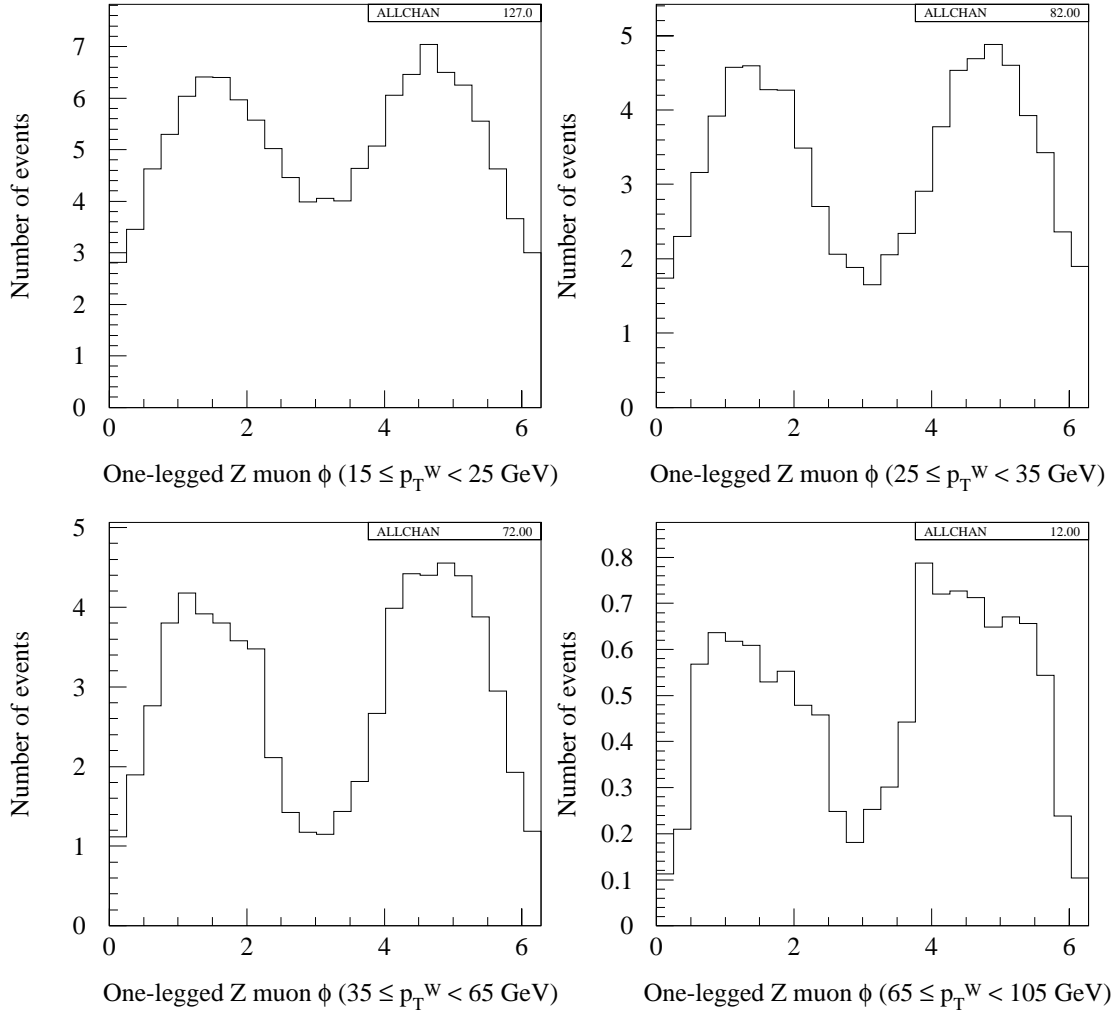 ALLCHAN 127.0
Number of events
7
6
5
4
3
2
1
0
0 2 4 6
One-legged Z muon ϕ (15 ≤ p_T^W < 25 GeV)
ALLCHAN 82.00
Number of events
5
4
3
2
1
0
0 2 4 6
One-legged Z muon ϕ (25 ≤ p_T^W < 35 GeV)
ALLCHAN 72.00
Number of events
5
4
3
2
1
0
0 2 4 6
One-legged Z muon ϕ (35 ≤ p_T^W < 65 GeV)
ALLCHAN 12.00
Number of events
0.8
0.7
0.6
0.5
0.4
0.3
0.2
0.1
0
0 2 4 6
One-legged Z muon ϕ (65 ≤ p_T^W < 105 GeV)